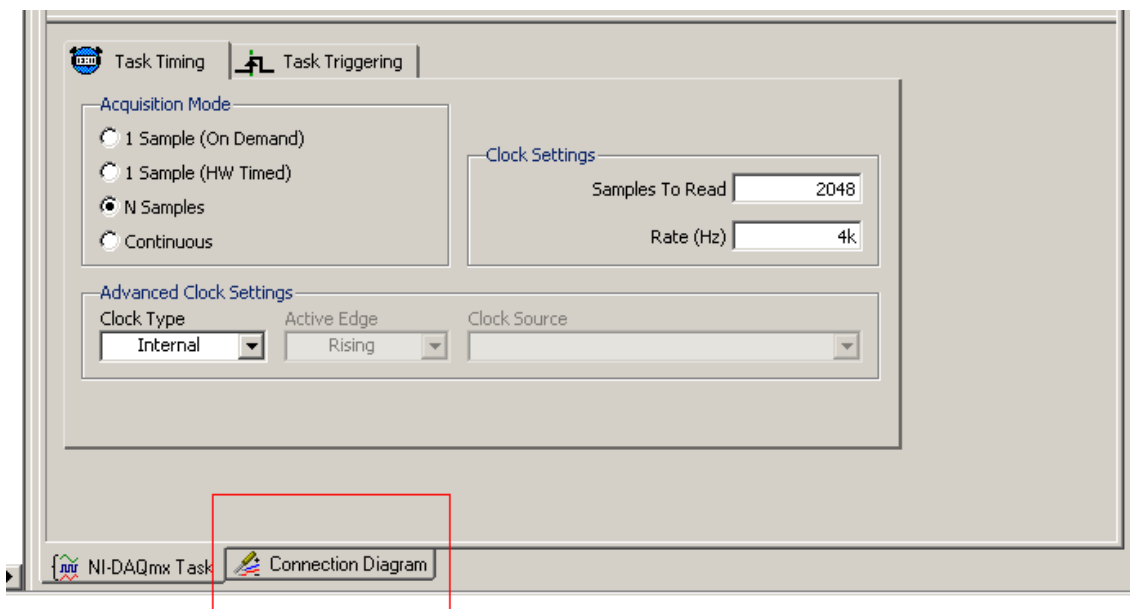 Task Timing Task Triggering
Acquisition Mode
1 Sample (On Demand)
1 Sample (HW Timed)
N Samples
Continuous
Clock Settings
Samples To Read 2048
Rate (Hz) 4k
Advanced Clock Settings
Clock Type Active Edge Clock Source
Internal Rising
NI-DAQmx Task Connection Diagram